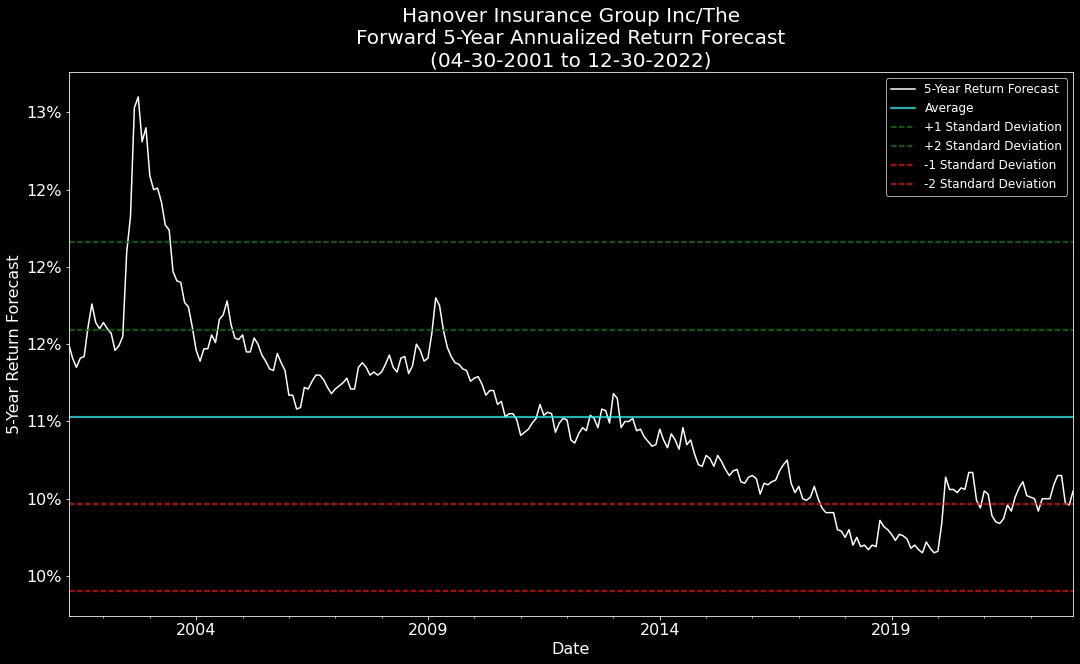 Hanover Insurance Group Inc/The
Forward 5-Year Annualized Return Forecast
(04-30-2001 to 12-30-2022)
5-Year Return Forecast
Average
+1 Standard Deviation
+2 Standard Deviation
-1 Standard Deviation
-2 Standard Deviation
5-Year Return Forecast
13%
12%
12%
12%
11%
10%
10%
2004
2009
2014
2019
Date